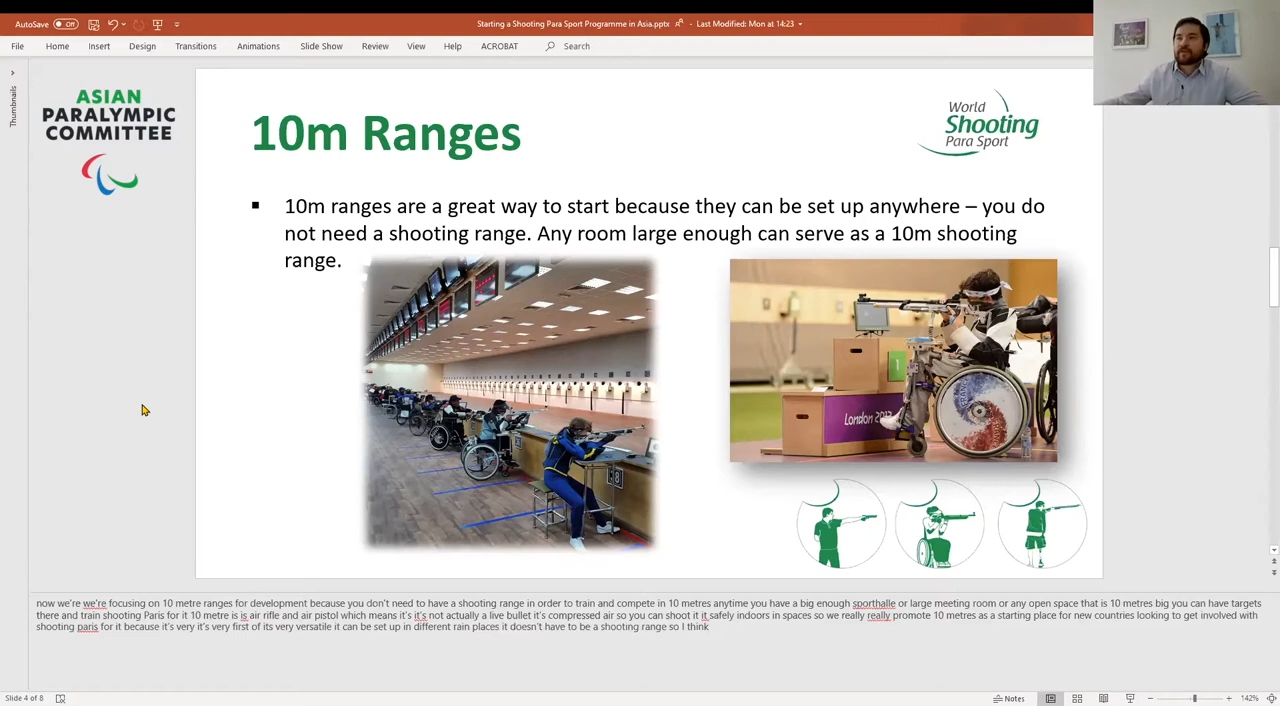 AutoSave Off
Starting a Shooting Para Sport Programme in Asia.pptx - Last Modified: Mon at 14:23
File Home Insert Design Transitions Animations Slide Show Review View Help ACROBAT Search
Thumbnails
ASIAN
PARALYMPIC
COMMITTEE
10m Ranges
World
Shooting
Para Sport
▪ 10m ranges are a great way to start because they can be set up anywhere – you do
not need a shooting range. Any room large enough can serve as a 10m shooting
range.
1
London 2012
now we're we're focusing on 10 metre ranges for development because you don't need to have a shooting range in order to train and compete in 10 metres anytime you have a big enough sporthalle or large meeting room or any open space that is 10 metres big you can have targets
there and train shooting Paris for it 10 metre is is air rifle and air pistol which means it's it's not actually a live bullet it's compressed air so you can shoot it it safely indoors in spaces so we really really promote 10 metres as a starting place for new countries looking to get involved with
shooting paris for it because it's very it's very first of its very versatile it can be set up in different rain places it doesn't have to be a shooting range so I think
Slide 4 of 8
Notes
142%